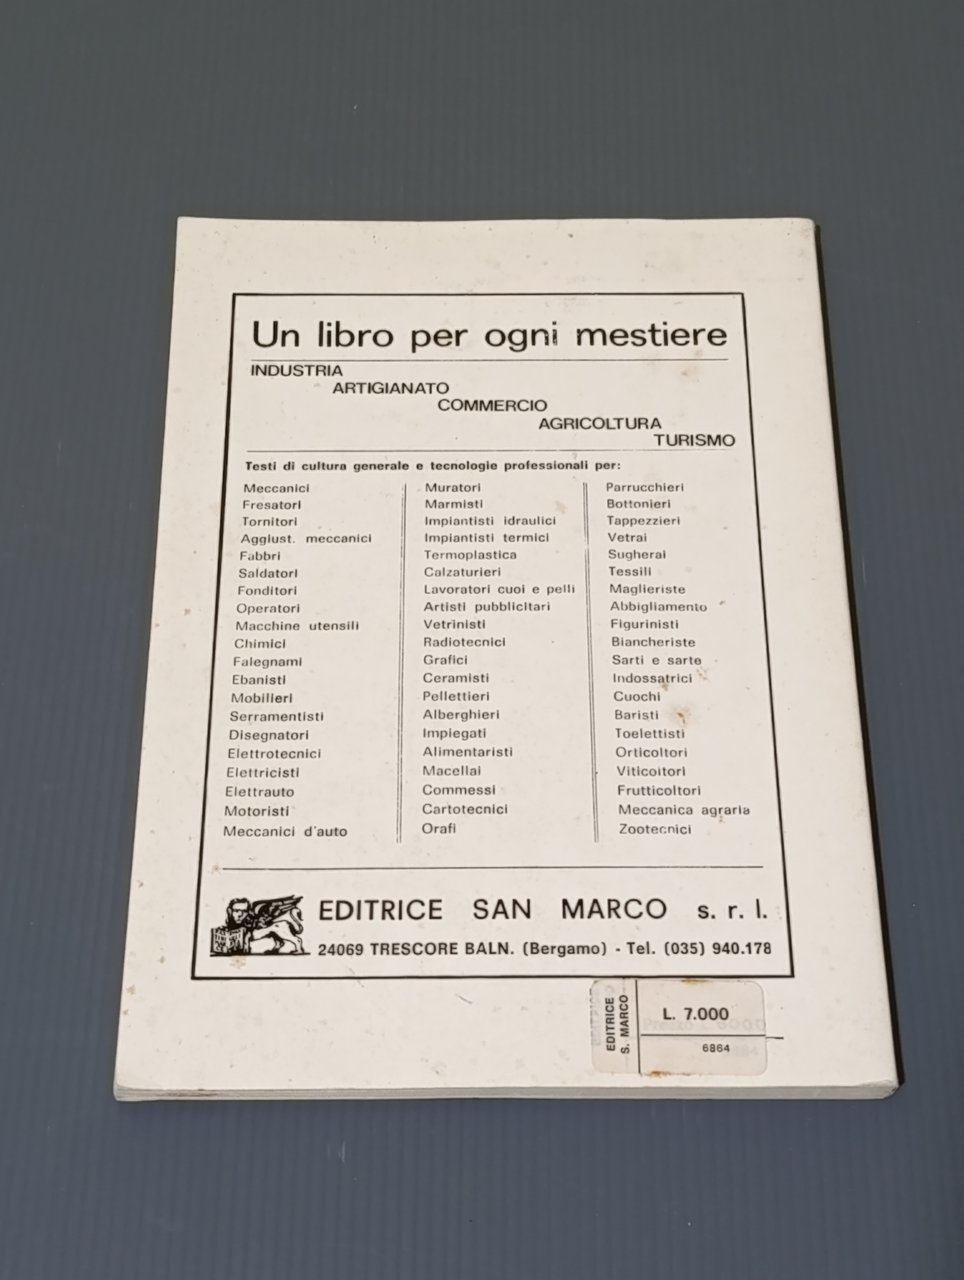 Un libro per ogni mestiere
INDUSTRIA
ARTIGIANATO
COMMERCIO
AGRICOLTURA
TURISMO
Testi di cultura generale e tecnologie professionali per:
Meccanici
Fresatori
Tornitori
Aggiust. meccanici
Fabbri
Saldatori
Fonditori
Operatori
Macchine utensili
Chimici
Falegnami
Ebanisti
Mobilieri
Serramentisti
Disegnatori
Elettrotecnici
Elettricisti
Elettrauto
Motoristi
Meccanici d'auto
Muratori
Marmisti
Impiantisti idraulici
Impiantisti termici
Termoplastica
Calzaturieri
Lavoratori cuoi e pelli
Artisti pubblicitari
Vetrinisti
Radiotecnici
Grafici
Ceramisti
Pellettieri
Alberghieri
Impiegati
Alimentaristi
Macellai
Commessi
Cartotecnici
Orafi
Parrucchieri
Bottonieri
Tappezzieri
Vetrai
Sugherai
Tessili
Maglieriste
Abbigliamento
Figurinisti
Biancheriste
Sarti e sarte
Indossatrici
Cuochi
Baristi
Toelettisti
Orticoltori
Viticoltori
Frutticoltori
Meccanica agraria
Zootecnici
EDITRICE SAN MARCO s. r. l.
24069 TRESCORE BALN. (Bergamo) - Tel. (035) 940.178
EDITRICE
S. MARCO
L. 7.000
6864